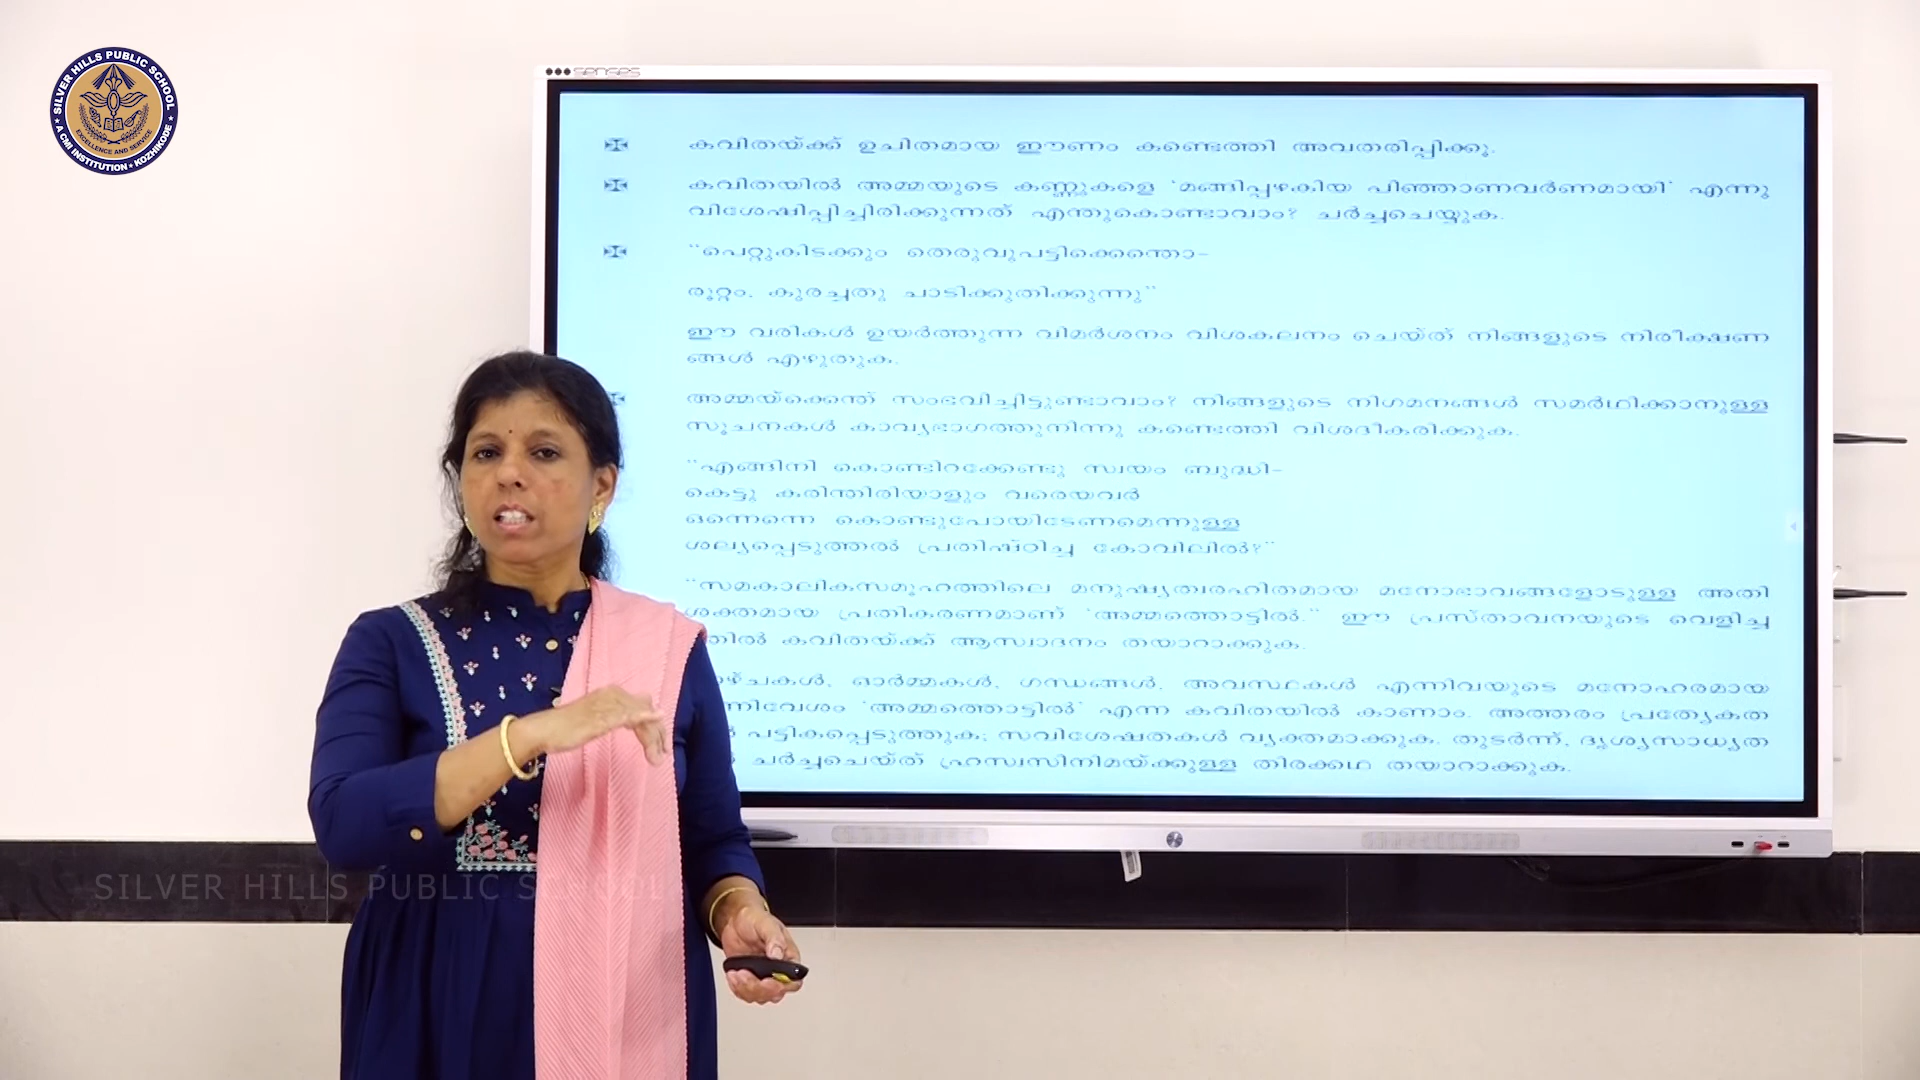 SILVER HILLS PUBLIC SCHOOL
A CMI INSTITUTION • KOZHIKODE
EXCELLENCE AND SERVICE
senses
കവിതയ്ക്ക് ഉചിതമായ ഈണം കണ്ടെത്തി അവതരിപ്പിക്കൂ.
കവിതയിൽ അമ്മയുടെ കണ്ണുകളെ 'മങ്ങിപ്പഴകിയ പിഞ്ഞാണവർണമായി' എന്നു
വിശേഷിപ്പിച്ചിരിക്കുന്നത് എന്തുകൊണ്ടാവാം? ചർച്ചചെയ്യുക.
"പെറ്റുകിടക്കും തെരുവുപട്ടിക്കെന്തൊ-
രൂറ്റം, കുരച്ചതു ചാടിക്കുതിക്കുന്നു"
ഈ വരികൾ ഉയർത്തുന്ന വിമർശനം വിശകലനം ചെയ്ത് നിങ്ങളുടെ നിരീക്ഷണ
ങ്ങൾ എഴുതുക.
അമ്മയ്ക്കെന്ത് സംഭവിച്ചിട്ടുണ്ടാവാം? നിങ്ങളുടെ നിഗമനങ്ങൾ സമർഥിക്കാനുള്ള
സൂചനകൾ കാവ്യഭാഗത്തുനിന്നു കണ്ടെത്തി വിശദീകരിക്കുക.
"എങ്ങിനി കൊണ്ടിറക്കേണ്ടു സ്വയം ബുദ്ധി-
കെട്ടു കരിന്തിരിയാളും വരെയവർ
ഒന്നെന്നെ കൊണ്ടുപോയിടേണമെന്നുള്ള
ശല്യപ്പെടുത്തൽ പ്രതിഷ്ഠിച്ച കോവിലിൽ?"
"സമകാലികസമൂഹത്തിലെ മനുഷ്യത്വരഹിതമായ മനോഭാവങ്ങളോടുള്ള അതി
ശക്തമായ പ്രതികരണമാണ് 'അമ്മത്തൊട്ടിൽ." ഈ പ്രസ്താവനയുടെ വെളിച്ച
ത്തിൽ കവിതയ്ക്ക് ആസ്വാദനം തയാറാക്കുക.
ഓർമ്മകൾ, ഗന്ധങ്ങൾ, അവസ്ഥകൾ എന്നിവയുടെ മനോഹരമായ
'അമ്മത്തൊട്ടിൽ' എന്ന കവിതയിൽ കാണാം. അത്തരം പ്രത്യേകത
പട്ടികപ്പെടുത്തുക; സവിശേഷതകൾ വ്യക്തമാക്കുക. തുടർന്ന്, ദൃശ്യസാധ്യത
ചർച്ചചെയ്ത് ഹ്രസ്വസിനിമയ്ക്കുള്ള തിരക്കഥ തയാറാക്കുക.
SILVER HILLS PUBLIC SCHOOL